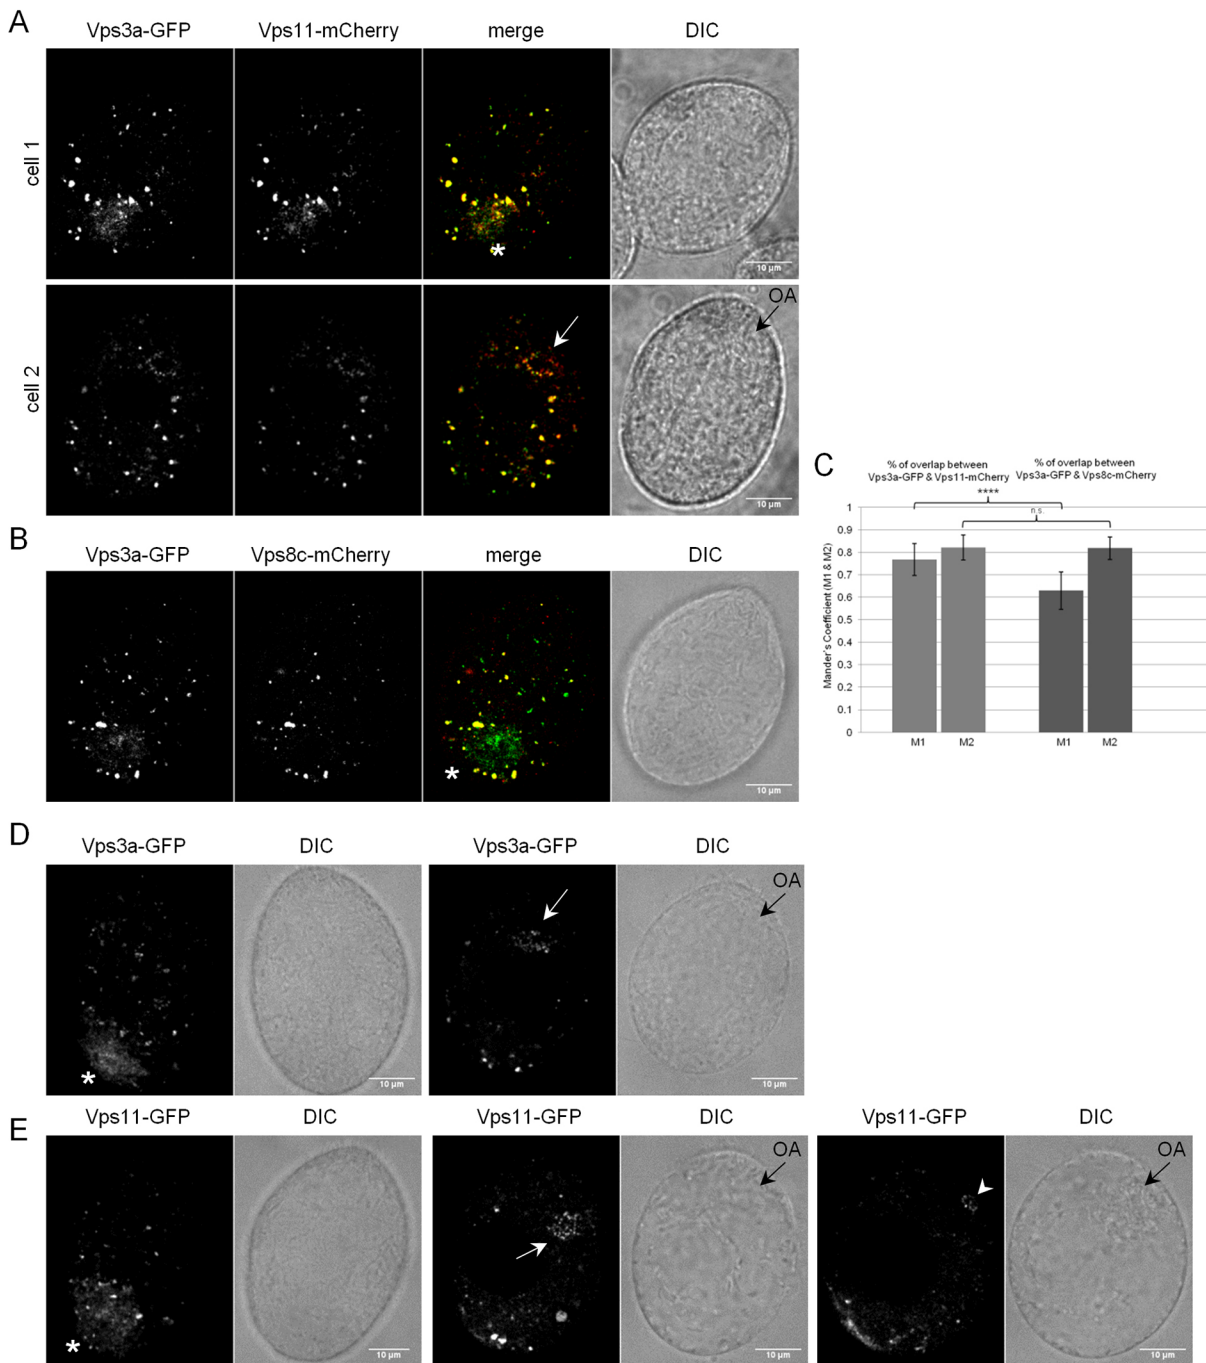 A
Vps3a-GFP Vps11-mCherry merge DIC
cell 1
*
10 µm
cell 2
OA
10 µm
B
Vps3a-GFP Vps8c-mCherry merge DIC
*
10 µm
C
% of overlap between
Vps3a-GFP & Vps11-mCherry
% of overlap between
Vps3a-GFP & Vps8c-mCherry
****
n.s.
Mander´s Coefficient (M1 & M2)
1
0.9
0.8
0.7
0.6
0.5
0.4
0.3
0.2
0.1
0
M1 M2 M1 M2
D
Vps3a-GFP DIC Vps3a-GFP DIC
OA
*
10 µm
10 µm
E
Vps11-GFP DIC Vps11-GFP DIC Vps11-GFP DIC
OA
OA
*
10 µm
10 µm
10 µm